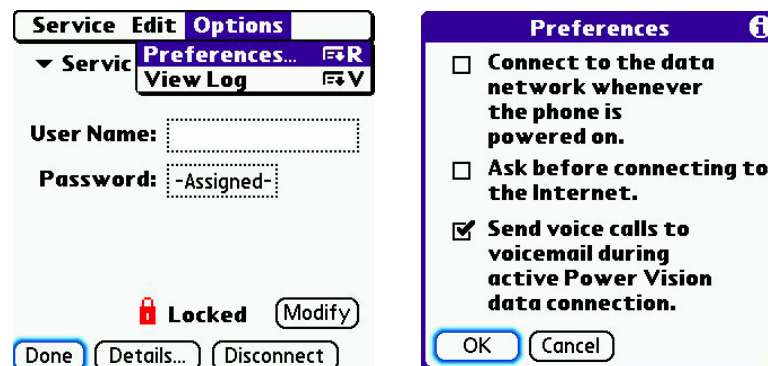 Service Edit Options
Preferences... R
Servic
View Log V
User Name:
Password: -Assigned-
Locked Modify
Done Details... Disconnect
Preferences i
Connect to the data
network whenever
the phone is
powered on.
Ask before connecting to
the Internet.
Send voice calls to
voicemail during
active Power Vision
data connection.
OK Cancel